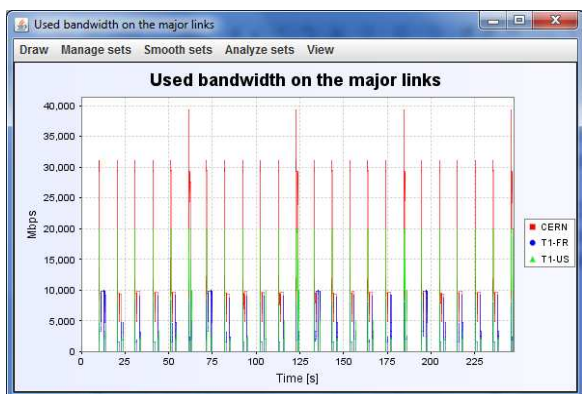 Used bandwidth on the major links
Draw Manage sets Smooth sets Analyze sets View
Used bandwidth on the major links
40,000
35,000
30,000
25,000
20,000
15,000
10,000
5,000
0
Mbps
0 25 50 75 100 125 150 175 200 225
Time [s]
CERN
T1-FR
T1-US